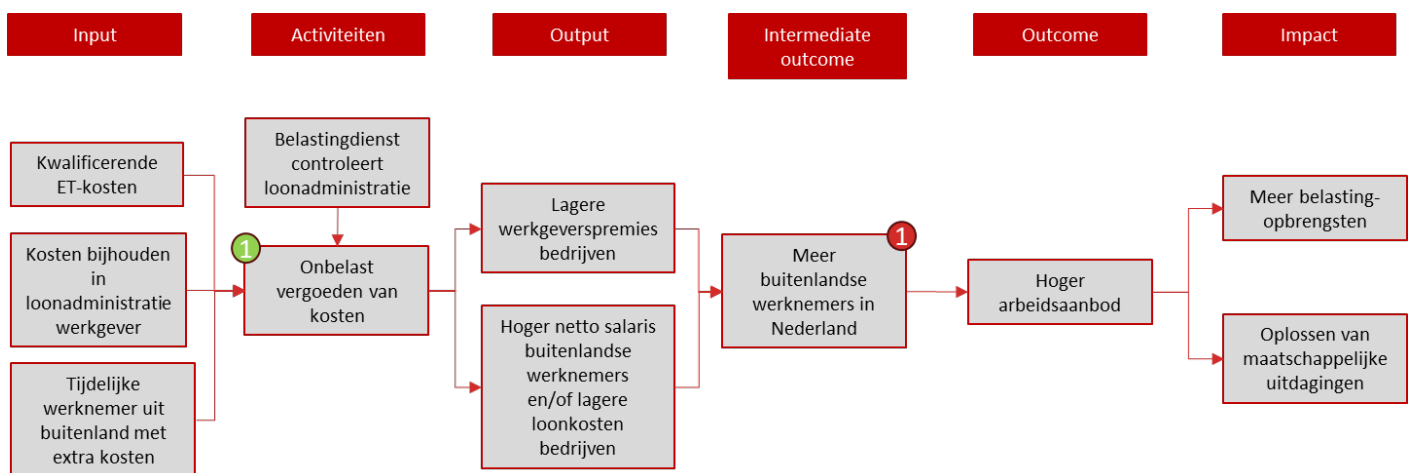 Input
Activiteiten
Output
Intermediate
outcome
Outcome
Impact
Kwalificerende
ET-kosten
Kosten bijhouden
in
loonadministratie
werkgever
Tijdelijke
werknemer uit
buitenland met
extra kosten
Belastingdienst
controleert
loonadministratie
1
Onbelast
vergoeden van
kosten
Lagere
werkgeverspremies
bedrijven
Hoger netto salaris
buitenlandse
werknemers
en/of lagere
loonkosten
bedrijven
1
Meer
buitenlandse
werknemers in
Nederland
Hoger
arbeidsaanbod
Meer belasting-
opbrengsten
Oplossen van
maatschappelijke
uitdagingen